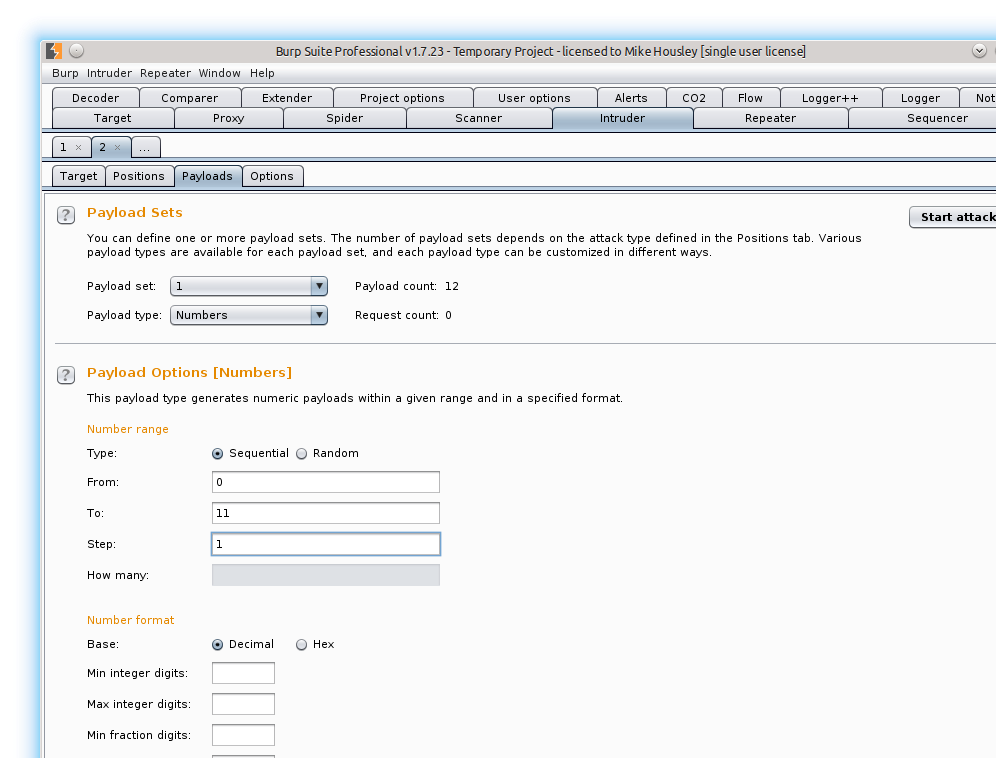 Burp Suite Professional v1.7.23 - Temporary Project - licensed to Mike Housley [single user license]
Burp Intruder Repeater Window Help
Decoder Comparer Extender Project options User options Alerts CO2 Flow Logger++ Logger Not
Target Proxy Spider Scanner Intruder Repeater Sequencer
1 × 2 × ...
Target Positions Payloads Options
? Payload Sets Start attack
You can define one or more payload sets. The number of payload sets depends on the attack type defined in the Positions tab. Various
payload types are available for each payload set, and each payload type can be customized in different ways.
Payload set: 1 Payload count: 12
Payload type: Numbers Request count: 0
? Payload Options [Numbers]
This payload type generates numeric payloads within a given range and in a specified format.
Number range
Type: Sequential Random
From: 0
To: 11
Step: 1
How many:
Number format
Base: Decimal Hex
Min integer digits:
Max integer digits:
Min fraction digits: